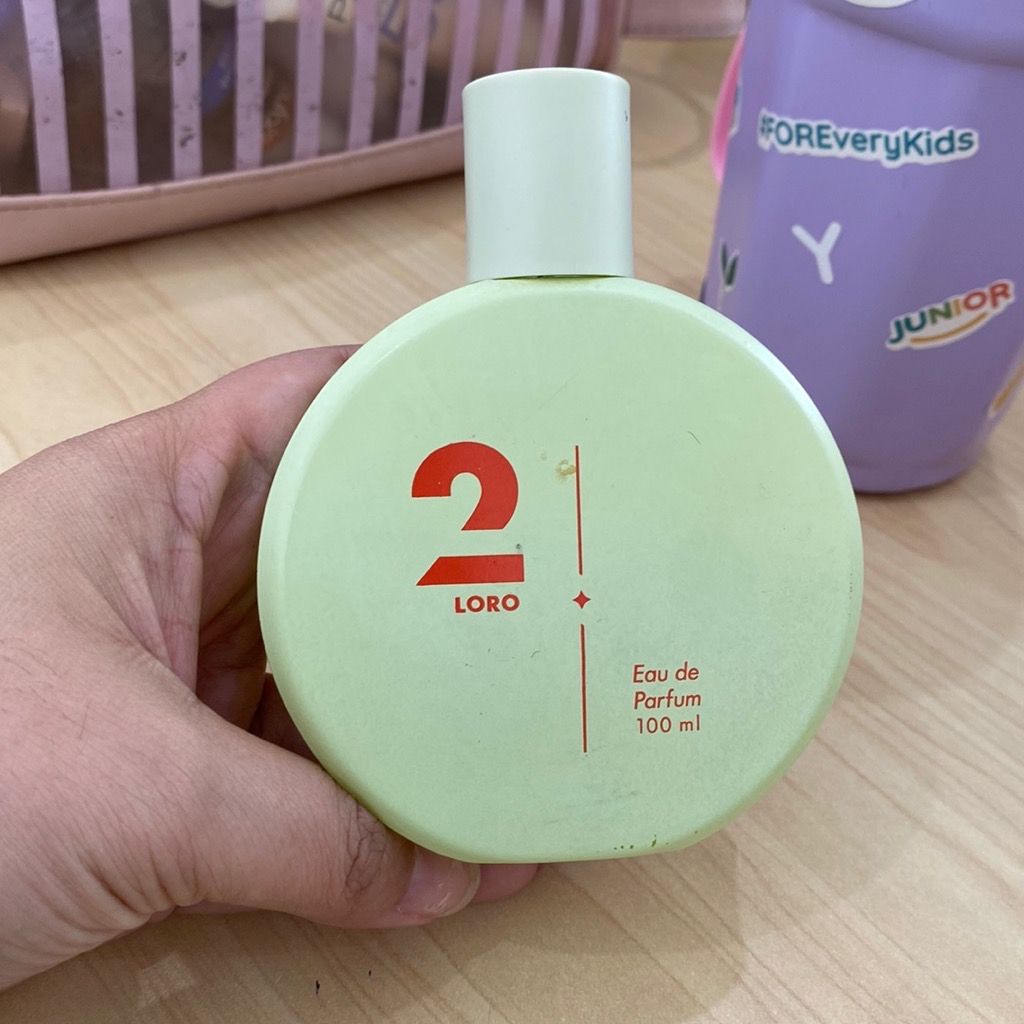 #FOREveryKids
Y
JUNIOR
2
LORO
Eau de
Parfum
100 ml